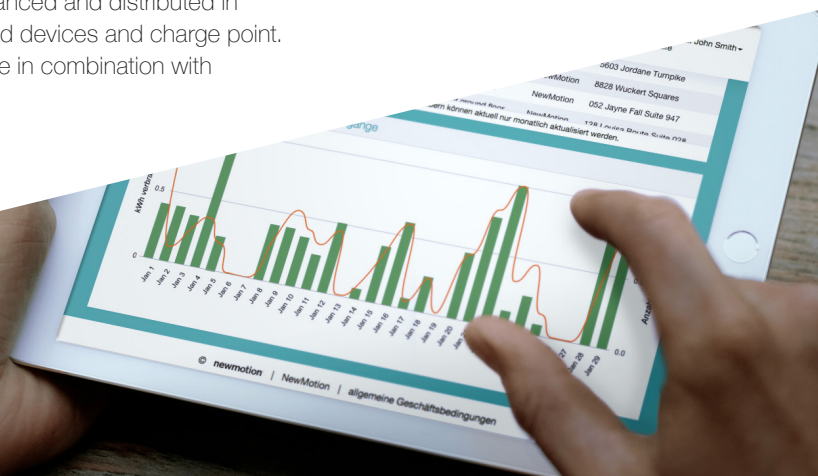 anced and distributed in
d devices and charge point.
e in combination with
John Smith
5603 Jordane Turnpike
NewMotion 8828 Wuckert Squares
NewMotion 052 Jayne Fall Suite 947
können aktuell nur monatlich aktualisiert werden.
gänge
kWh verbra
0.5
0
Jan 1
Jan 2
Jan 3
Jan 4
Jan 5
Jan 6
Jan 7
Jan 8
Jan 9
Jan 10
Jan 11
Jan 12
Jan 13
Jan 14
Jan 15
Jan 16
Jan 17
Jan 18
Jan 19
Jan 20
27
Jan 28
Jan 29
0.0
Anza
© newmotion | NewMotion | allgemeine Geschäftsbedingungen